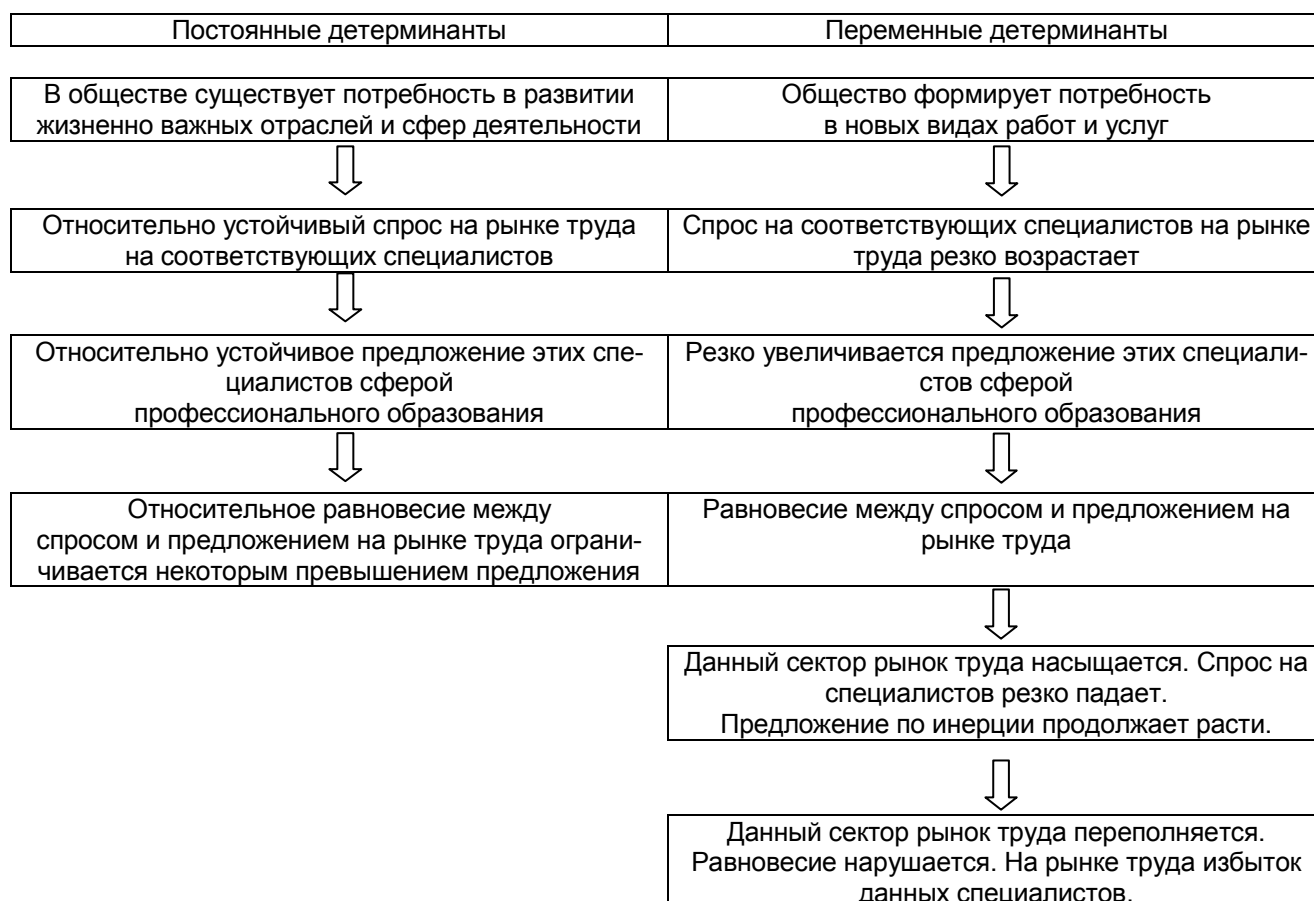 Постоянные детерминанты
Переменные детерминанты
В обществе существует потребность в развитии
жизненно важных отраслей и сфер деятельности
Общество формирует потребность
в новых видах работ и услуг
Относительно устойчивый спрос на рынке труда
на соответствующих специалистов
Спрос на соответствующих специалистов на рынке
труда резко возрастает
Относительно устойчивое предложение этих спе-
циалистов сферой
профессионального образования
Резко увеличивается предложение этих специали-
стов сферой
профессионального образования
Относительное равновесие между
спросом и предложением на рынке труда ограни-
чивается некоторым превышением предложения
Равновесие между спросом и предложением на
рынке труда
Данный сектор рынок труда насыщается. Спрос на
специалистов резко падает.
Предложение по инерции продолжает расти.
Данный сектор рынок труда переполняется.
Равновесие нарушается. На рынке труда избыток
данных специалистов.